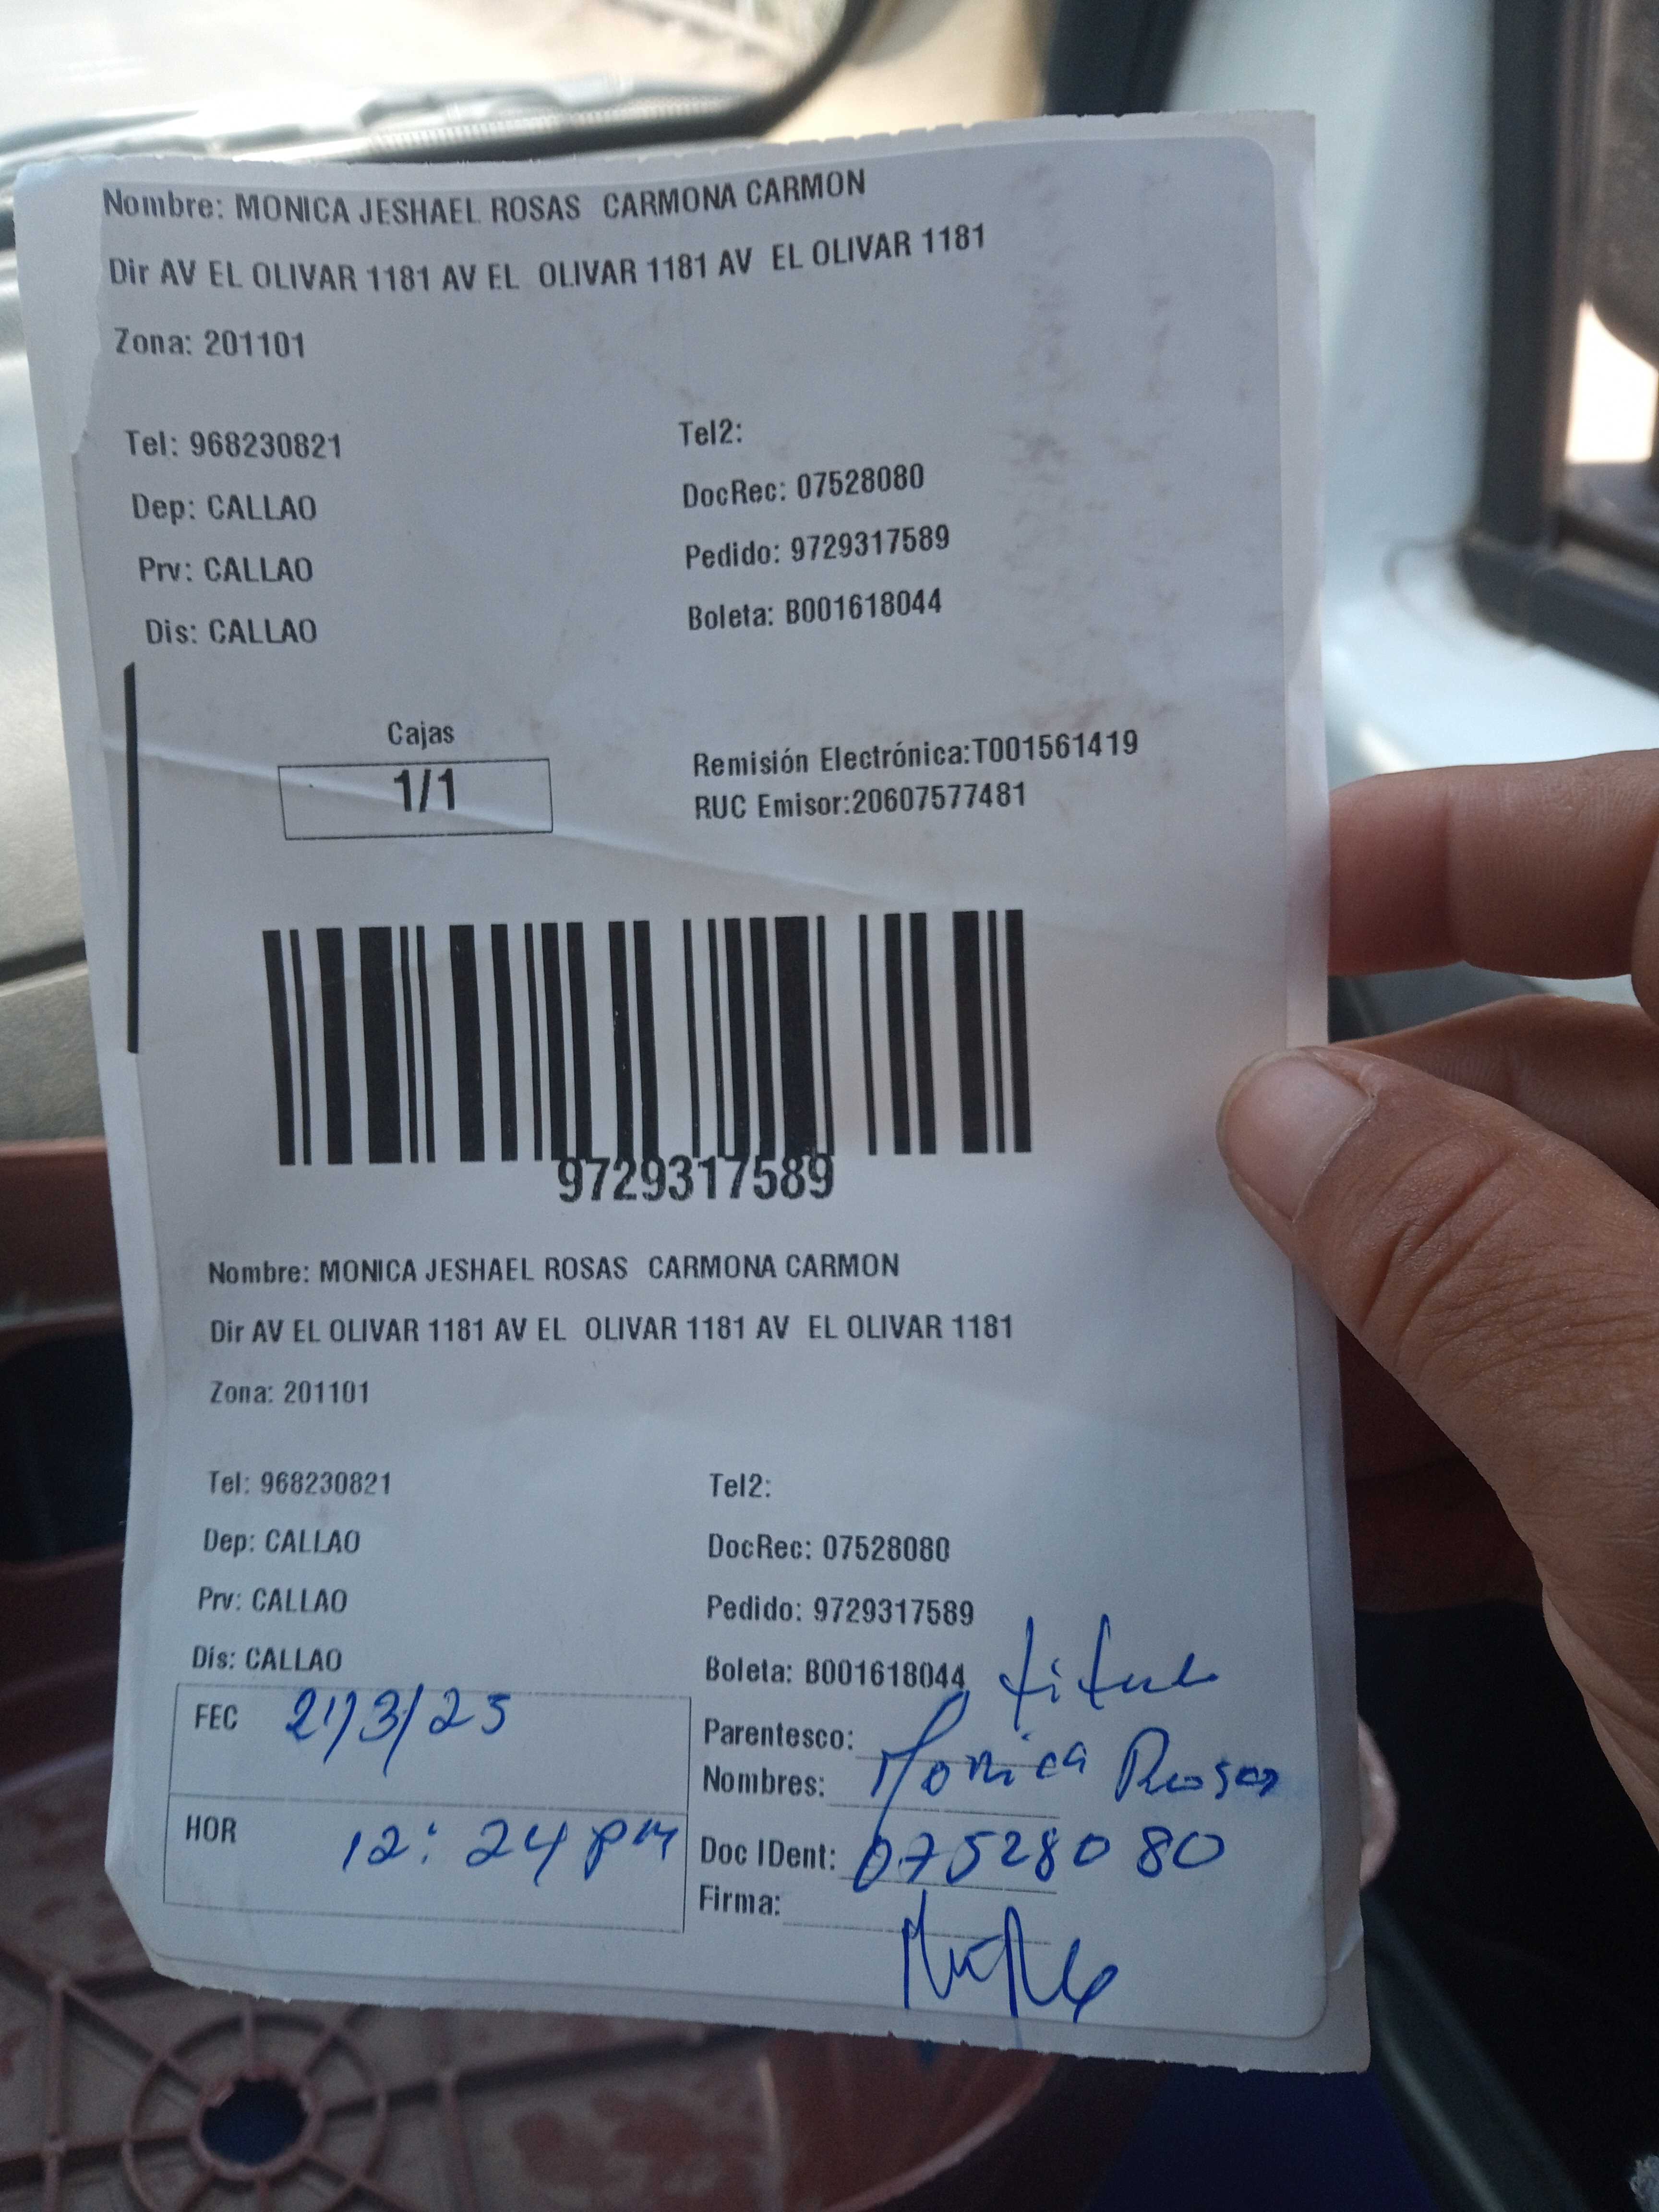 Nombre: MONICA JESHAEL ROSAS CARMONA CARMON
Dir AV EL OLIVAR 1181 AV EL OLIVAR 1181 AV EL OLIVAR 1181
Zona: 201101
Tel: 968230821 Tel2:
Dep: CALLAO DocRec: 07528080
Prv: CALLAO Pedido: 9729317589
Dis: CALLAO Boleta: B001618044
Cajas
1/1
Remisión Electrónica:T001561419
RUC Emisor:20607577481
9729317589
Nombre: MONICA JESHAEL ROSAS CARMONA CARMON
Dir AV EL OLIVAR 1181 AV EL OLIVAR 1181 AV EL OLIVAR 1181
Zona: 201101
Tel: 968230821 Tel2:
Dep: CALLAO DocRec: 07528080
Prv: CALLAO Pedido: 9729317589
Dis: CALLAO Boleta: B001618044
FEC 21/3/25
HOR 12:24 pm
Parentesco:
Nombres: Monica Rosas
Doc IDent: 07528080
Firma: